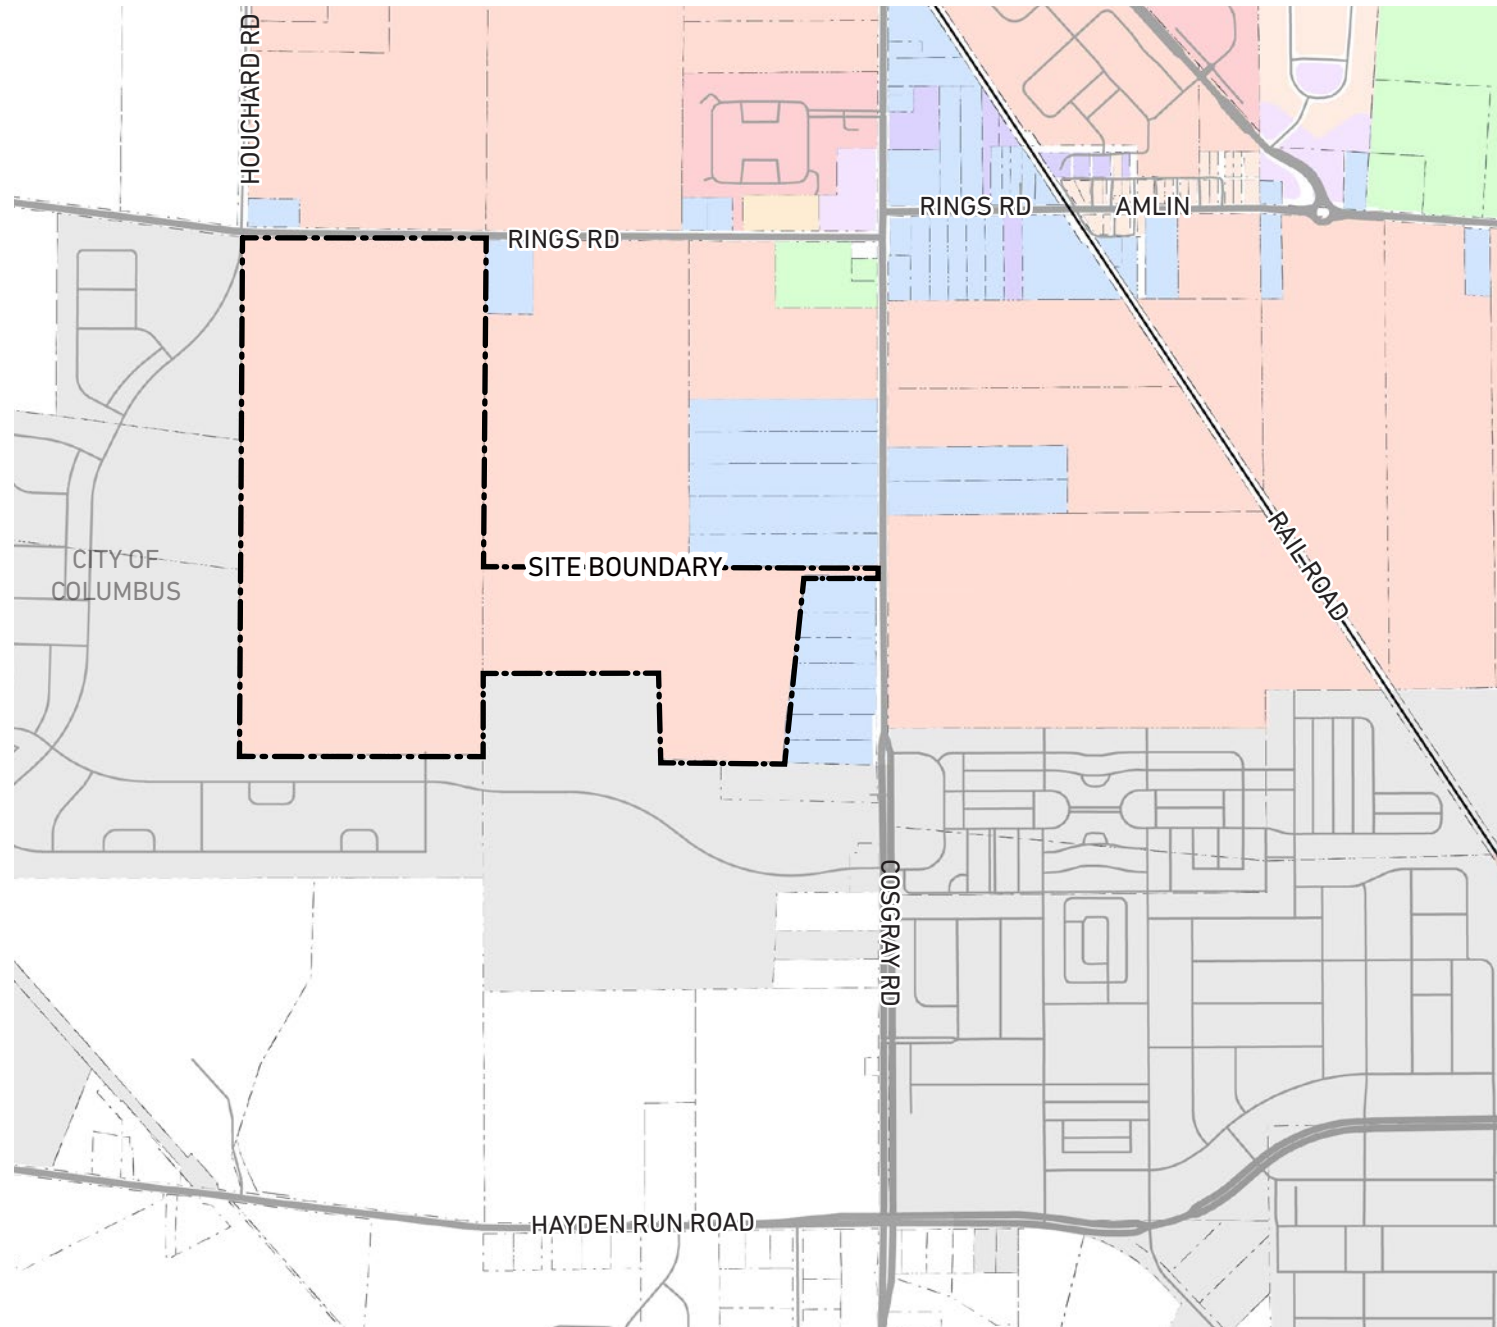 HOUCHARD RD
RINGS RD
AMLIN
RINGS RD
SITE BOUNDARY
CITY OF
COLUMBUS
RAIL-ROAD
COSGRAY RD
HAYDEN RUN ROAD